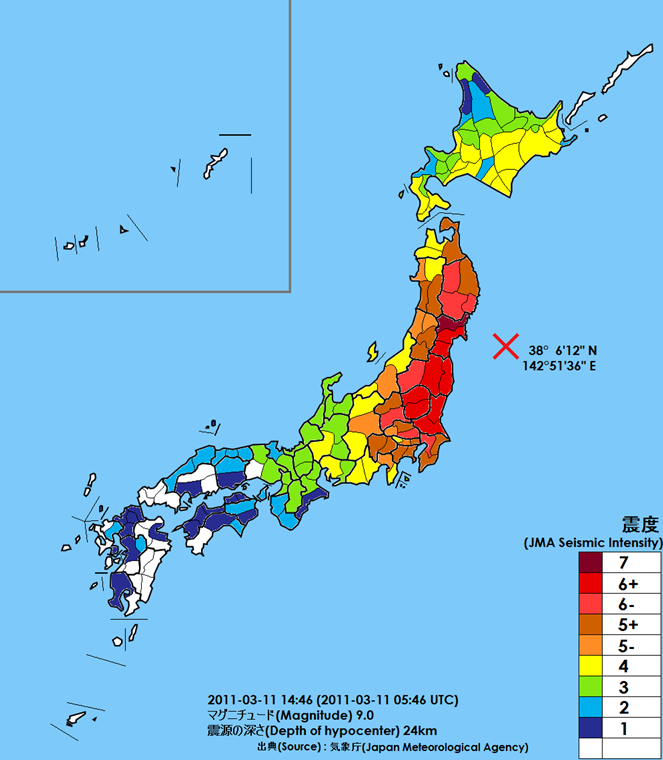 38° 6'12" N
142°51'36" E
震度
(JMA Seismic Intensity)
7
6+
6-
5+
5-
4
3
2
1
2011-03-11 14:46 (2011-03-11 05:46 UTC)
マグニチュード(Magnitude) 9.0
震源の深さ(Depth of hypocenter) 24km
出典(Source) : 気象庁(Japan Meteorological Agency)